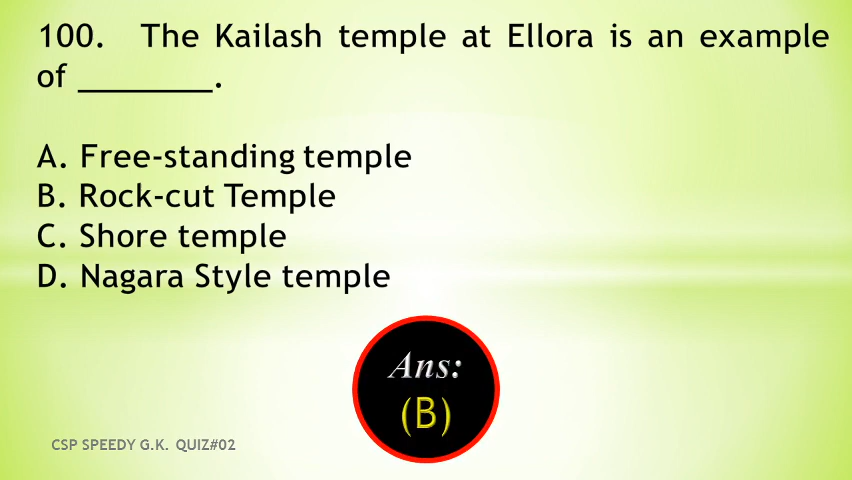 100. The Kailash temple at Ellora is an example
of ________.
A. Free-standing temple
B. Rock-cut Temple
C. Shore temple
D. Nagara Style temple
Ans:
(B)
CSP SPEEDY G.K. QUIZ#02